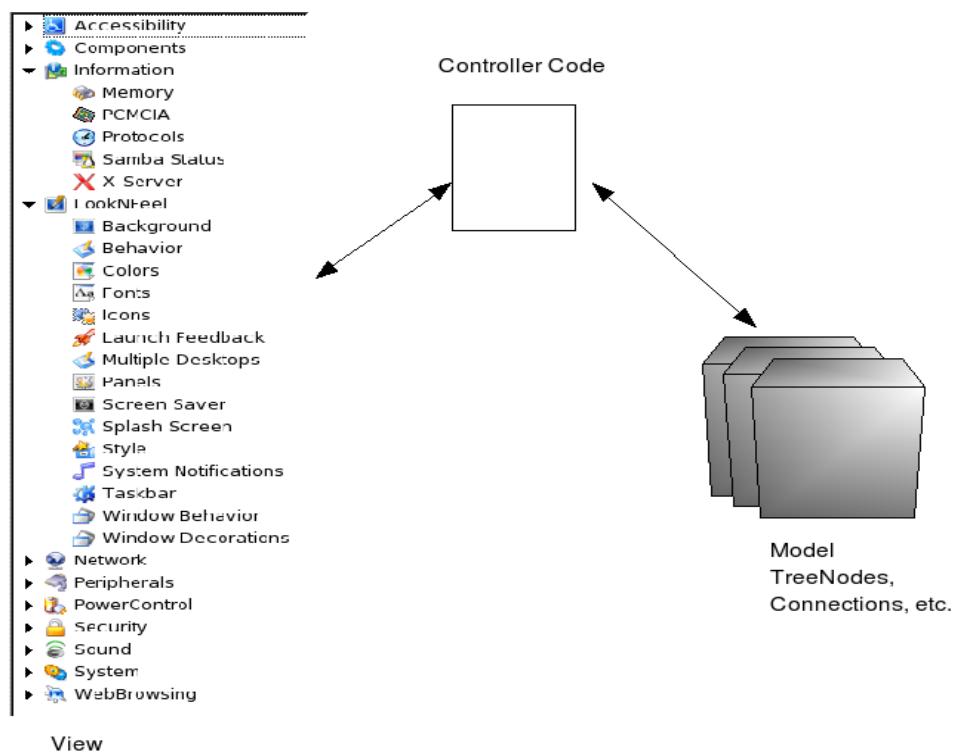 Accessibility
Components
Information
Memory
PCMCIA
Protocols
Samba Status
X Server
LookNFeel
Background
Behavior
Colors
Fonts
Icons
Launch Feedback
Multiple Desktops
Panels
Screen Saver
Splash Screen
Style
System Notifications
Taskbar
Window Behavior
Window Decorations
Network
Peripherals
PowerControl
Security
Sound
System
WebBrowsing
View
Controller Code
Model
TreeNodes,
Connections, etc.